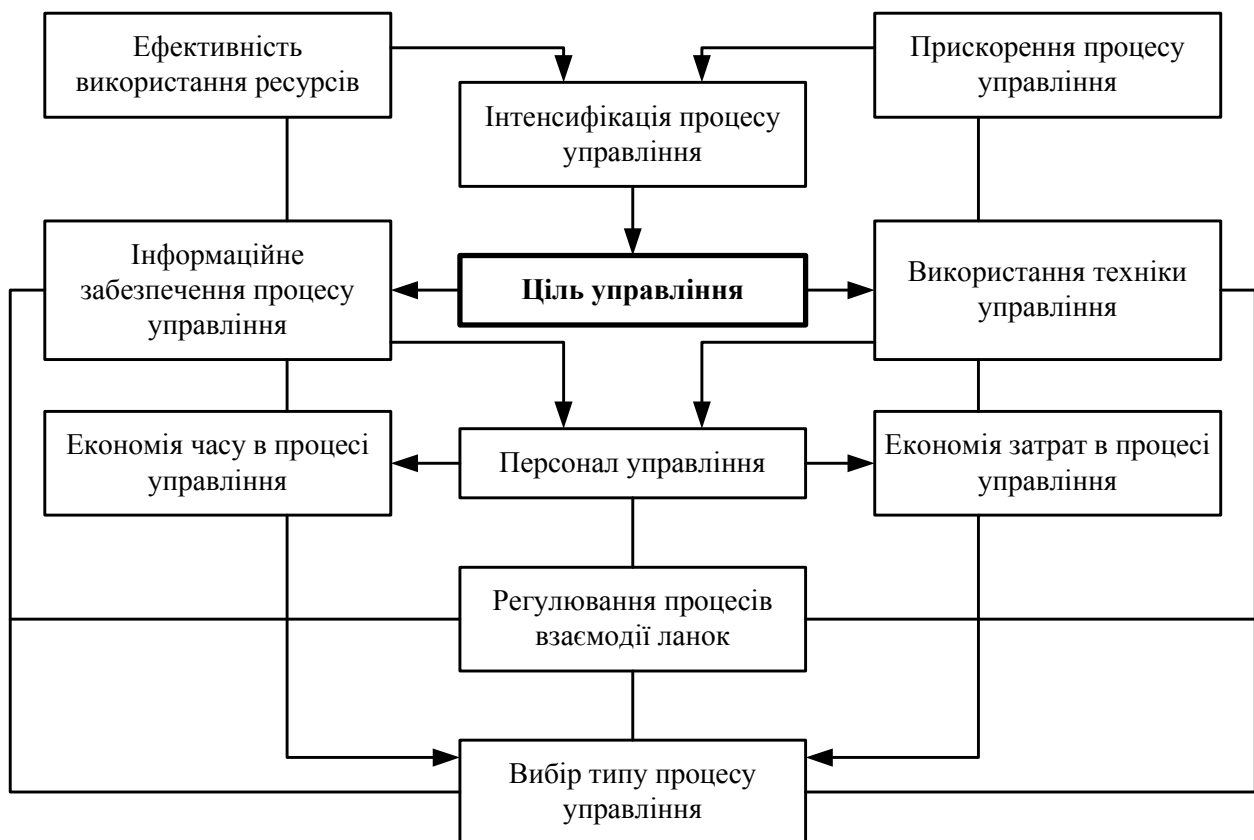 Ефективність
використання ресурсів
Прискорення процесу
управління
Інтенсифікація процесу
управління
Інформаційне
забезпечення процесу
управління
Ціль управління
Використання техніки
управління
Економія часу в процесі
управління
Персонал управління
Економія затрат в процесі
управління
Регулювання процесів
взаємодії ланок
Вибір типу процесу
управління